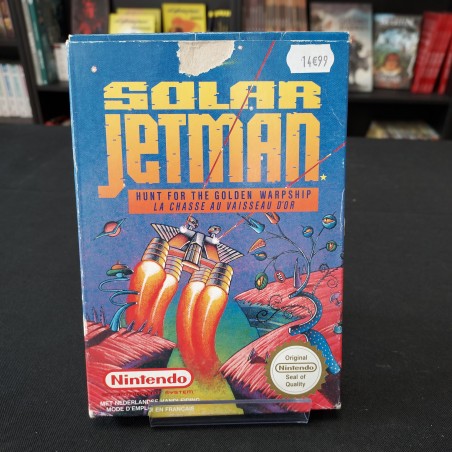 14€99
SOLAR
JETMAN.
HUNT FOR THE GOLDEN WARPSHIP
LA CHASSE AU VAISSEAU D'OR
Nintendo
SYSTEM
Original
Nintendo
Seal of
Quality
MET NEDERLANDSE
MODE D'EMPLOI EN FRANÇAIS